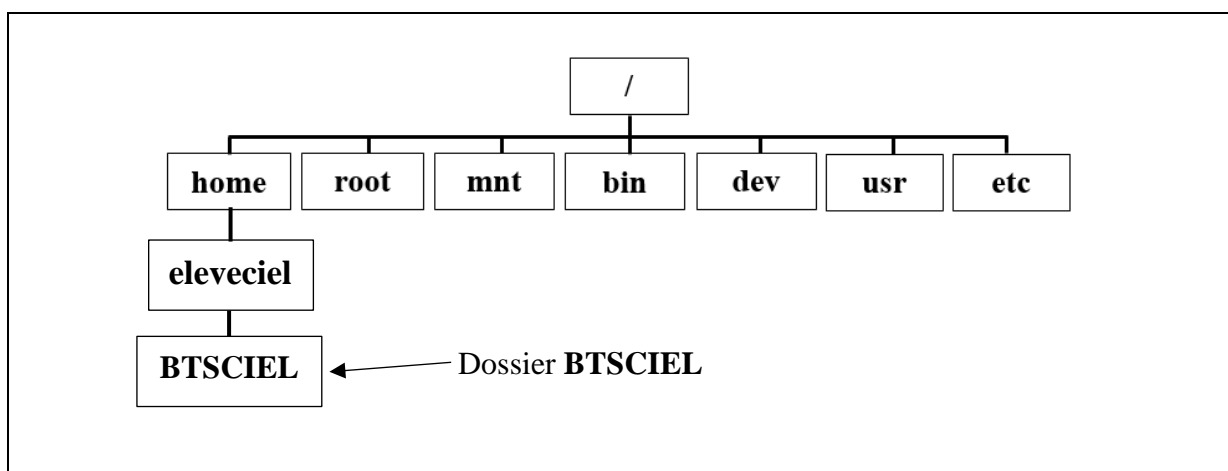 /
home root mnt bin dev usr etc
eleveciel
BTSCIEL
Dossier BTSCIEL